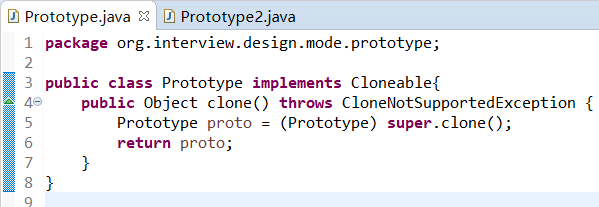 Prototype.java Prototype2.java
1 package org.interview.design.mode.prototype;
2
3 public class Prototype implements Cloneable{
4 public Object clone() throws CloneNotSupportedException {
5 Prototype proto = (Prototype) super.clone();
6 return proto;
7 }
8 }
9